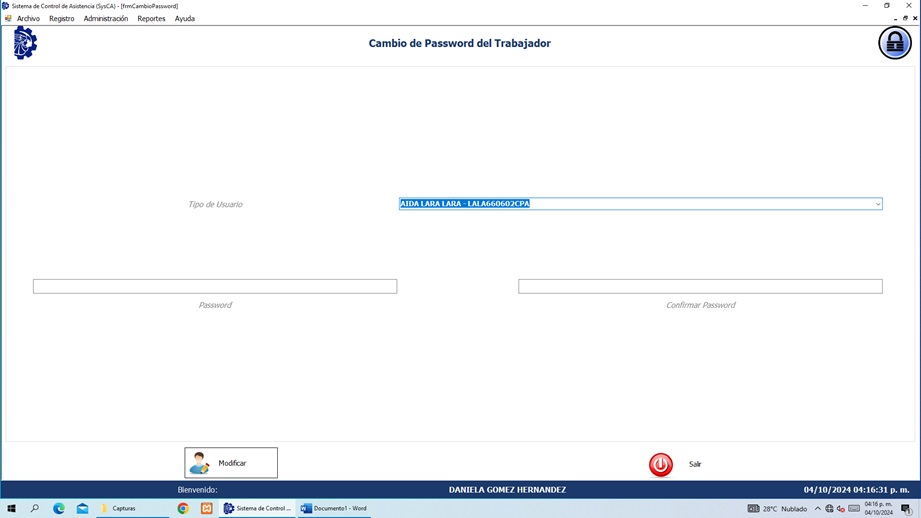 Sistema de Control de Asistencia (SysCA) - [frmCambioPassword]
Archivo Registro Administración Reportes Ayuda
Cambio de Password del Trabajador
Tipo de Usuario
AIDA LARA LARA - LALA660602CPA
Password
Confirmar Password
Modificar
Salir
Bienvenido: DANIELA GOMEZ HERNANDEZ 04/10/2024 04:16:31 p. m.
Capturas Sistema de Control ... Documento1 - Word 28°C Nublado 04:16 p. m.
04/10/2024